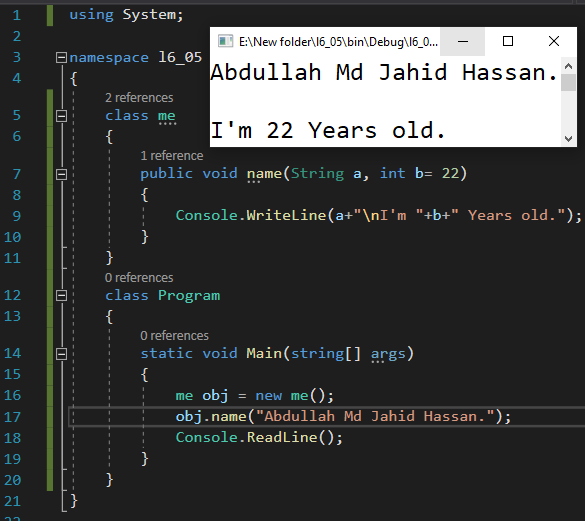 1 using System;
2
3 namespace l6_05
4 {
2 references
5 class me
6 {
1 reference
7 public void name(String a, int b= 22)
8 {
9 Console.WriteLine(a+"\nI'm "+b+" Years old.");
10 }
11 }
0 references
12 class Program
13 {
0 references
14 static void Main(string[] args)
15 {
16 me obj = new me();
17 obj.name("Abdullah Md Jahid Hassan.");
18 Console.ReadLine();
19 }
20 }
21 }
E:\New folder\l6_05\bin\Debug\l6_0...
Abdullah Md Jahid Hassan.
I'm 22 Years old.